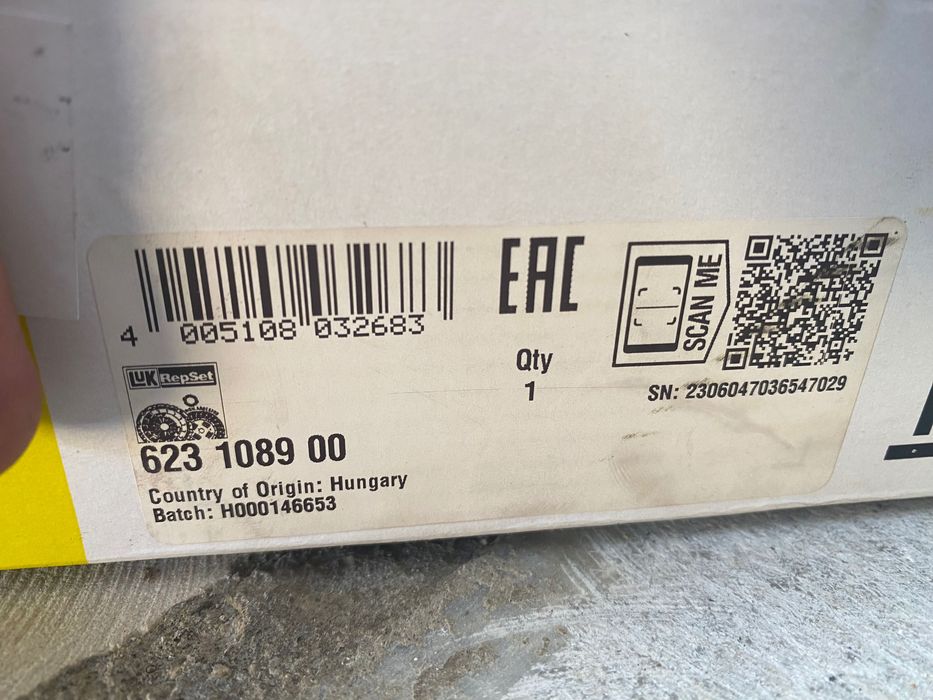 4 005108 032683
EAC
SCAN ME
Qty
1
SN: 2306047036547029
LUK RepSet
623 1089 00
Country of Origin: Hungary
Batch: H000146653